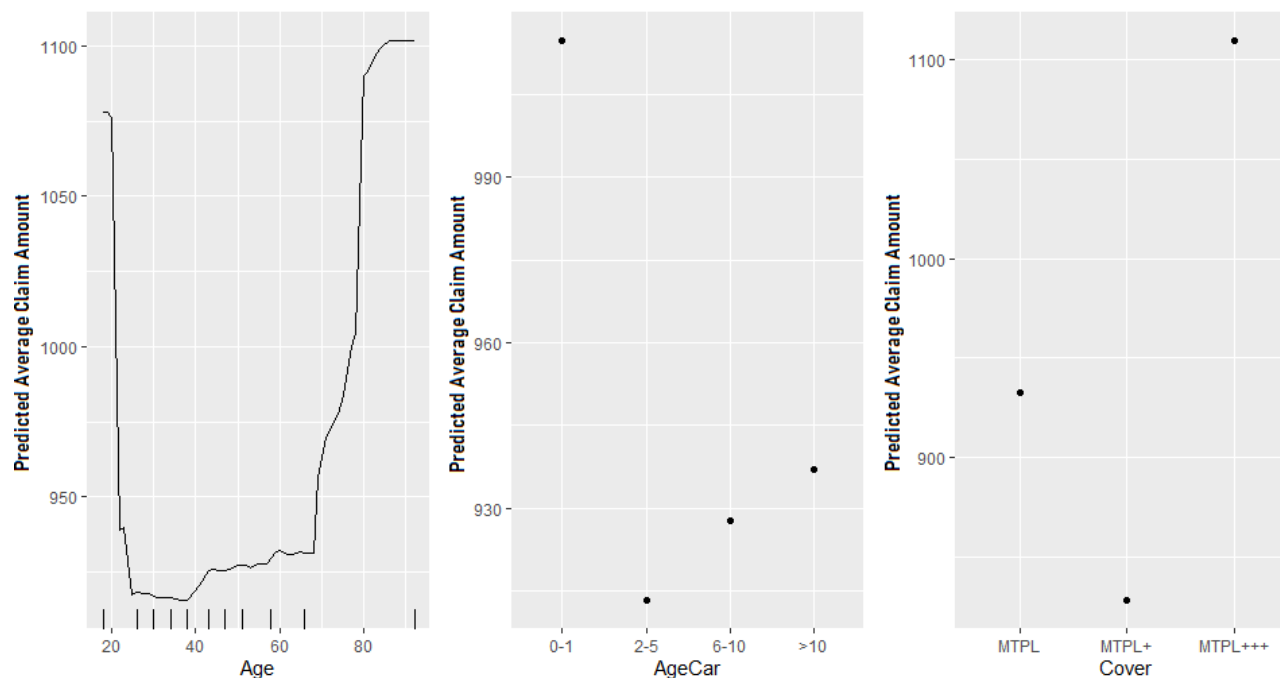 Predicted Average Claim Amount
1100
1050
1000
950
20 40 60 80
Age
Predicted Average Claim Amount
990
960
930
0-1 2-5 6-10 >10
AgeCar
Predicted Average Claim Amount
1100
1000
900
MTPL MTPL+ MTPL+++
Cover